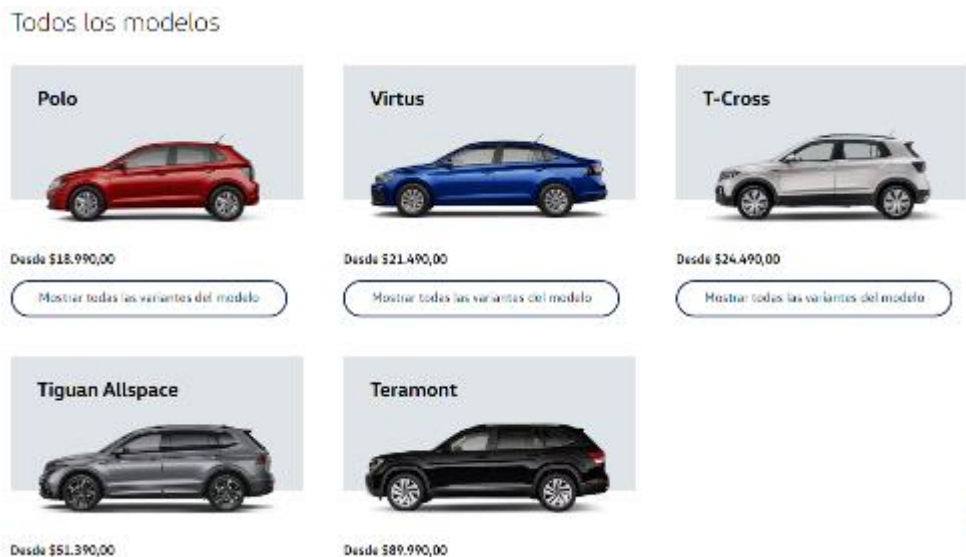 Todos los modelos
Polo
Virtus
T-Cross
Desde $18.990,00
Desde $21.490,00
Desde $24.490,00
Mostrar todas las variantes del modelo
Mostrar todas las variantes del modelo
Mostrar todas las variantes del modelo
Tiguan Allspace
Teramont
Desde $51.390,00
Desde $89.990,00